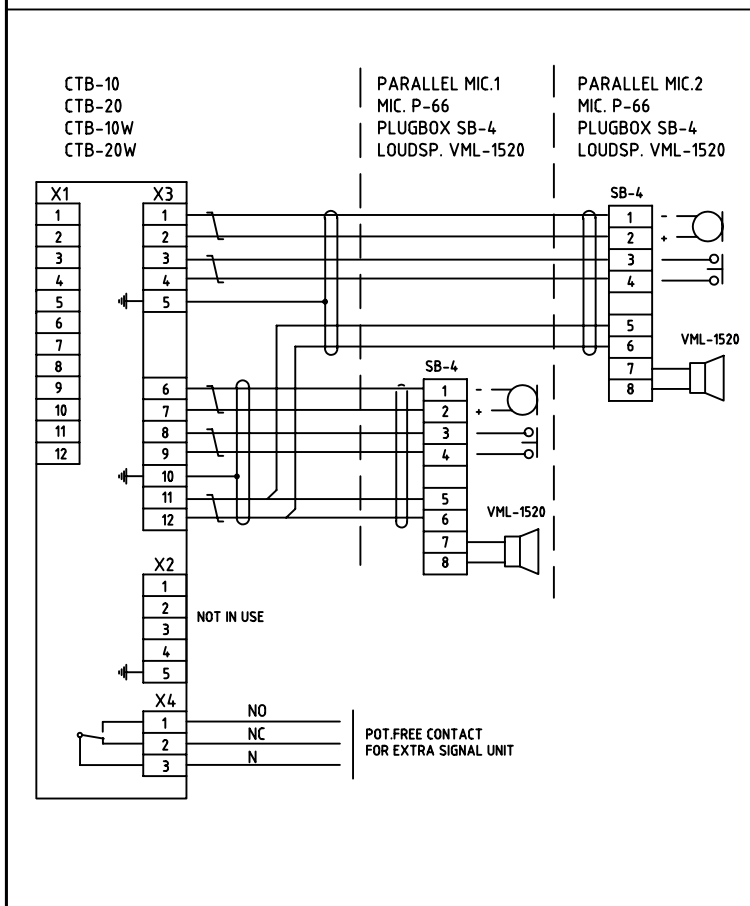 CTB-10
CTB-20
CTB-10W
CTB-20W
PARALLEL MIC.1
MIC. P-66
PLUGBOX SB-4
LOUDSP. VML-1520
PARALLEL MIC.2
MIC. P-66
PLUGBOX SB-4
LOUDSP. VML-1520
X1
1
2
3
4
5
6
7
8
9
10
11
12
X3
1
2
3
4
5
6
7
8
9
10
11
12
SB-4
1
2
3
4
5
6
7
8
-
+
VML-1520
SB-4
1
2
3
4
5
6
7
8
-
+
VML-1520
X2
1
2
3
4
5
NOT IN USE
X4
1
2
3
NO
NC
N
POT.FREE CONTACT
FOR EXTRA SIGNAL UNIT